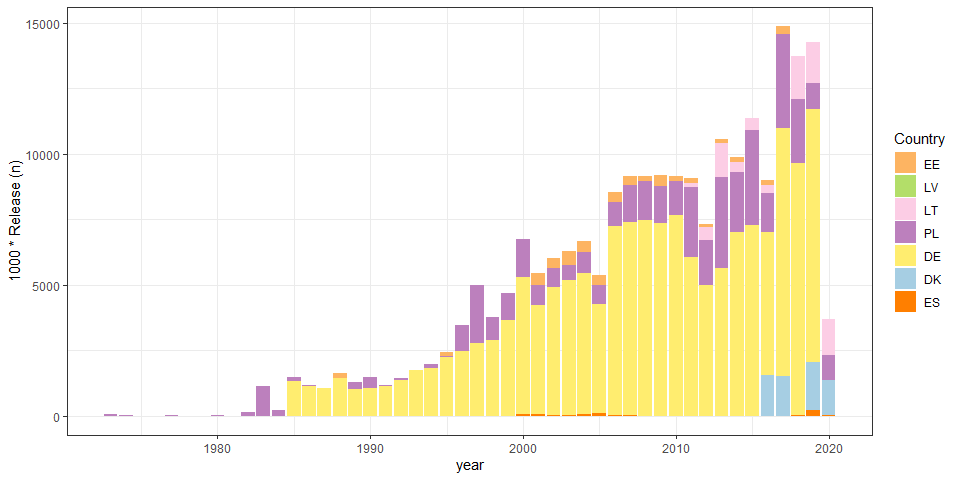 15000
10000
5000
0
1000 * Release (n)
1980
1990
2000
2010
2020
year
Country
EE
LV
LT
PL
DE
DK
ES